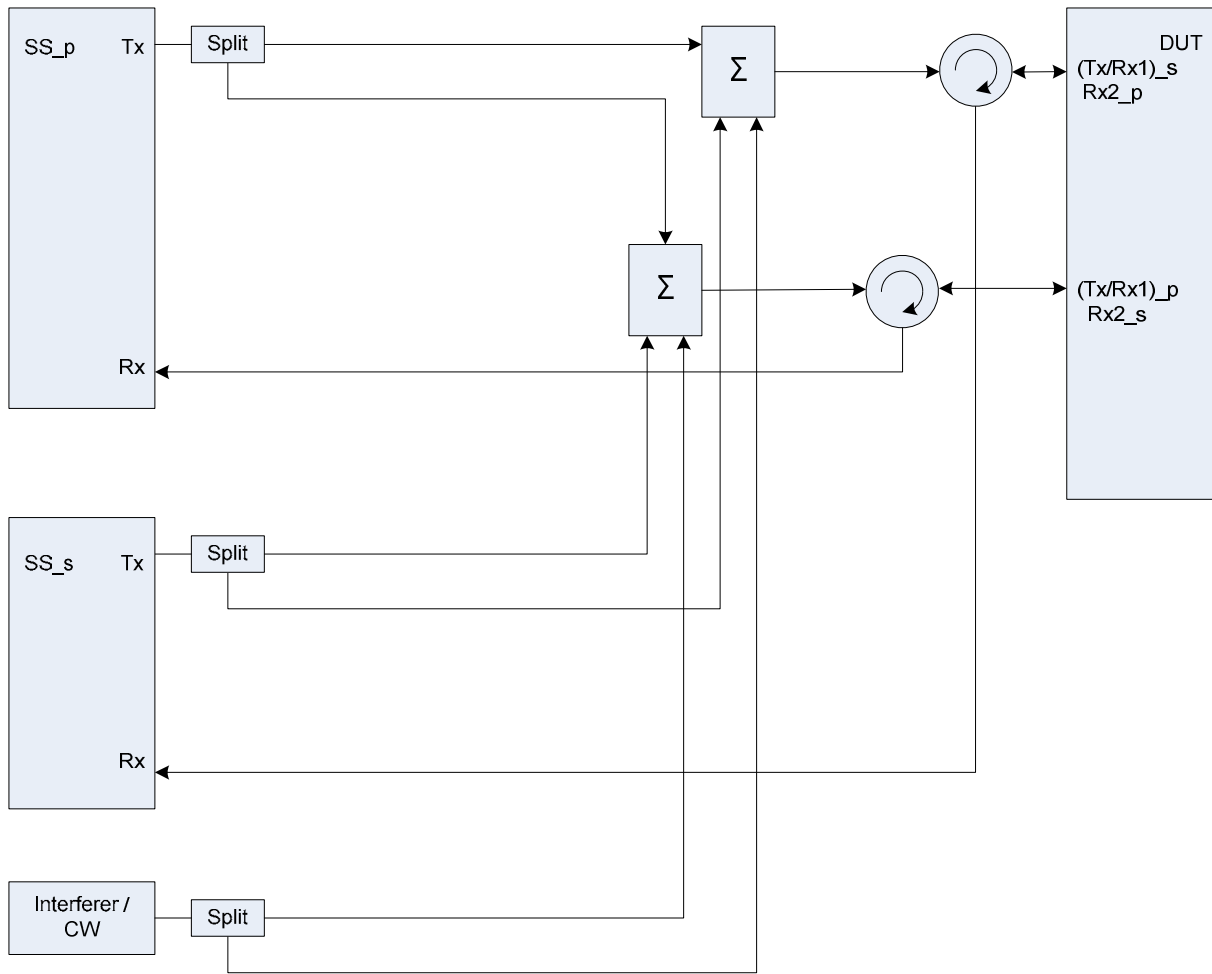 SS_p
Tx
Split
Σ
DUT
(Tx/Rx1)_s
Rx2_p
Σ
(Tx/Rx1)_p
Rx2_s
Rx
SS_s
Tx
Split
Rx
Interferer /
CW
Split